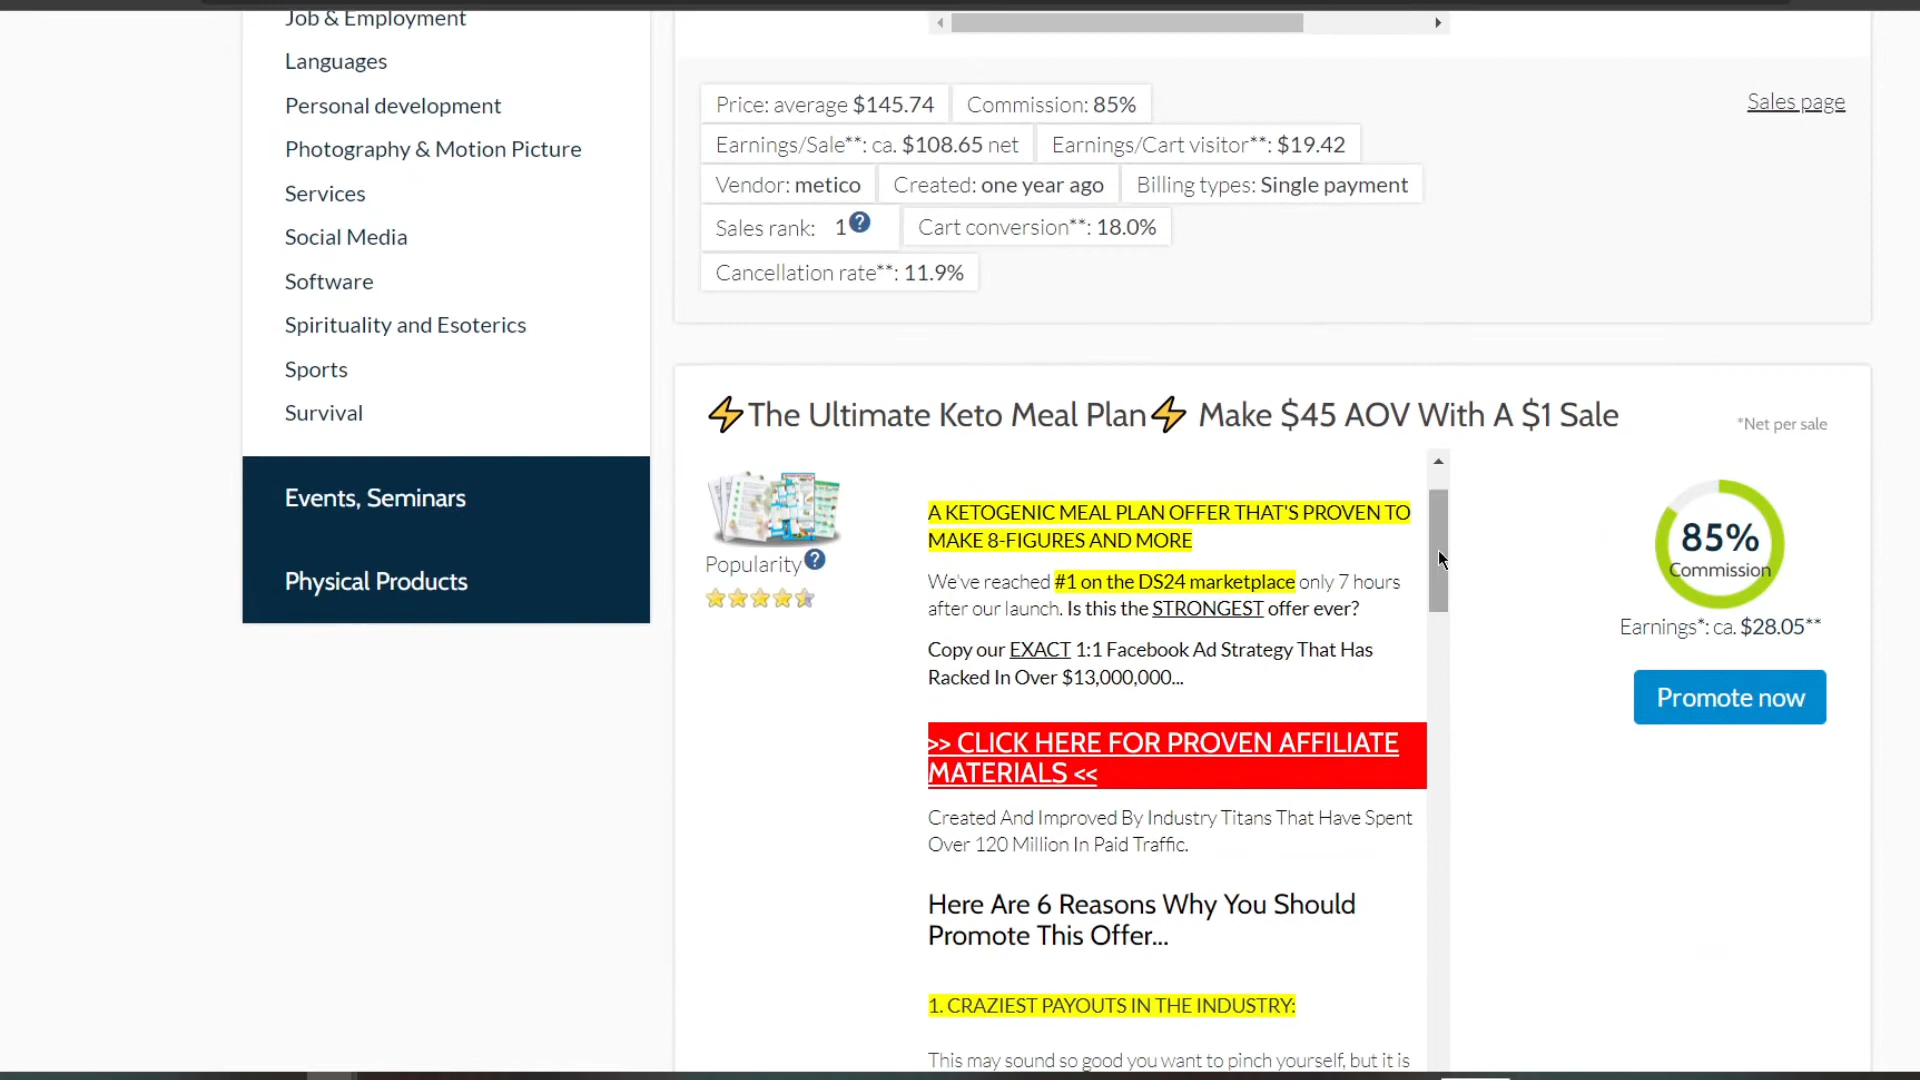 Job & Employment
Languages
Personal development
Photography & Motion Picture
Services
Social Media
Software
Spirituality and Esoterics
Sports
Survival
Events, Seminars
Physical Products
Price: average $145.74 Commission: 85%
Sales page
Earnings/Sale**: ca. $108.65 net Earnings/Cart visitor**: $19.42
Vendor: metico Created: one year ago Billing types: Single payment
Sales rank: 1 ? Cart conversion**: 18.0%
Cancellation rate**: 11.9%
⚡The Ultimate Keto Meal Plan⚡ Make $45 AOV With A $1 Sale
*Net per sale
Popularity ?
A KETOGENIC MEAL PLAN OFFER THAT'S PROVEN TO
MAKE 8-FIGURES AND MORE
We've reached #1 on the DS24 marketplace only 7 hours
after our launch. Is this the STRONGEST offer ever?
Copy our EXACT 1:1 Facebook Ad Strategy That Has
Racked In Over $13,000,000...
>> CLICK HERE FOR PROVEN AFFILIATE
MATERIALS <<
Created And Improved By Industry Titans That Have Spent
Over 120 Million In Paid Traffic.
Here Are 6 Reasons Why You Should
Promote This Offer...
1. CRAZIEST PAYOUTS IN THE INDUSTRY:
This may sound so good you want to pinch yourself, but it is
85%
Commission
Earnings*: ca. $28.05**
Promote now